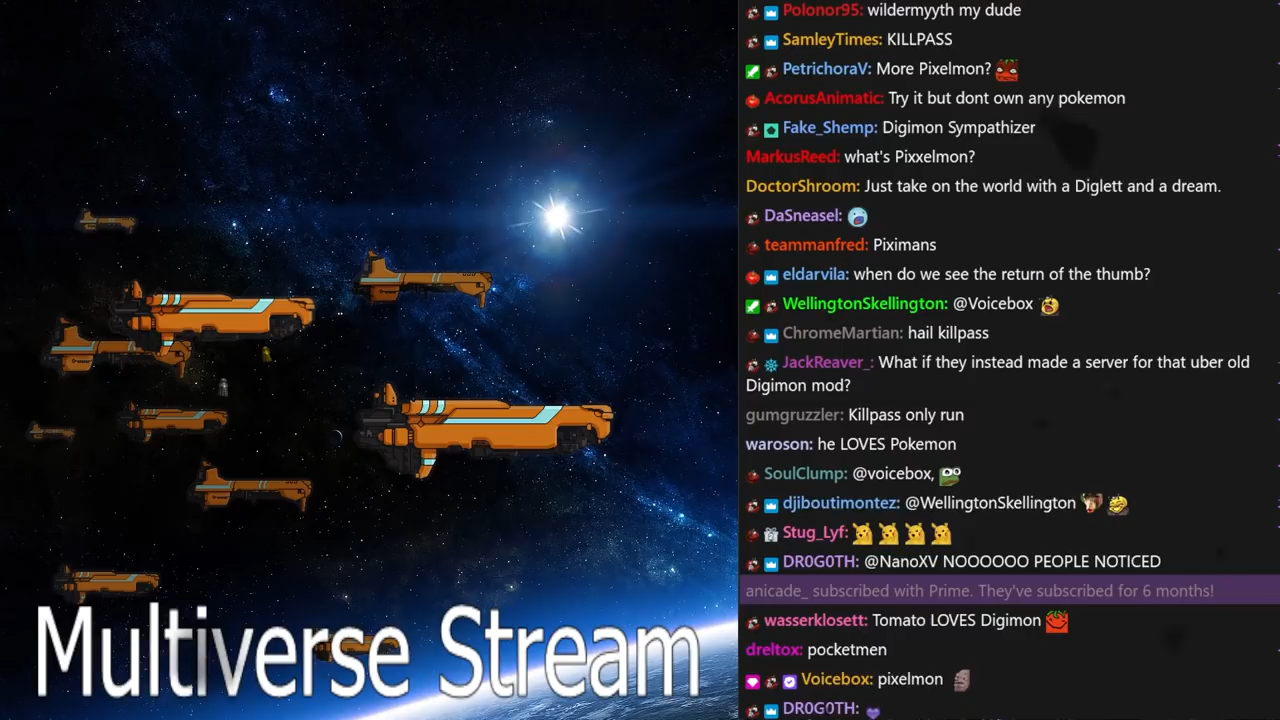 Polonor95: wildermyyth my dude
SamleyTimes: KILLPASS
PetrichoraV: More Pixelmon?
AcorusAnimatic: Try it but dont own any pokemon
Fake_Shemp: Digimon Sympathizer
MarkusReed: what's Pixxelmon?
DoctorShroom: Just take on the world with a Diglett and a dream.
DaSneasel:
teammanfred: Piximans
eldarvila: when do we see the return of the thumb?
WellingtonSkellington: @Voicebox
ChromeMartian: hail killpass
JackReaver_: What if they instead made a server for that uber old
Digimon mod?
gumgruzzler: Killpass only run
waroson: he LOVES Pokemon
SoulClump: @voicebox,
djiboutimontez: @WellingtonSkellington
Stug_Lyf:
DR0G0TH: @NanoXV NOOOOOO PEOPLE NOTICED
anicade_ subscribed with Prime. They've subscribed for 6 months!
wasserklosett: Tomato LOVES Digimon
dreltox: pocketmen
Voicebox: pixelmon
DR0G0TH:
Multiverse Stream